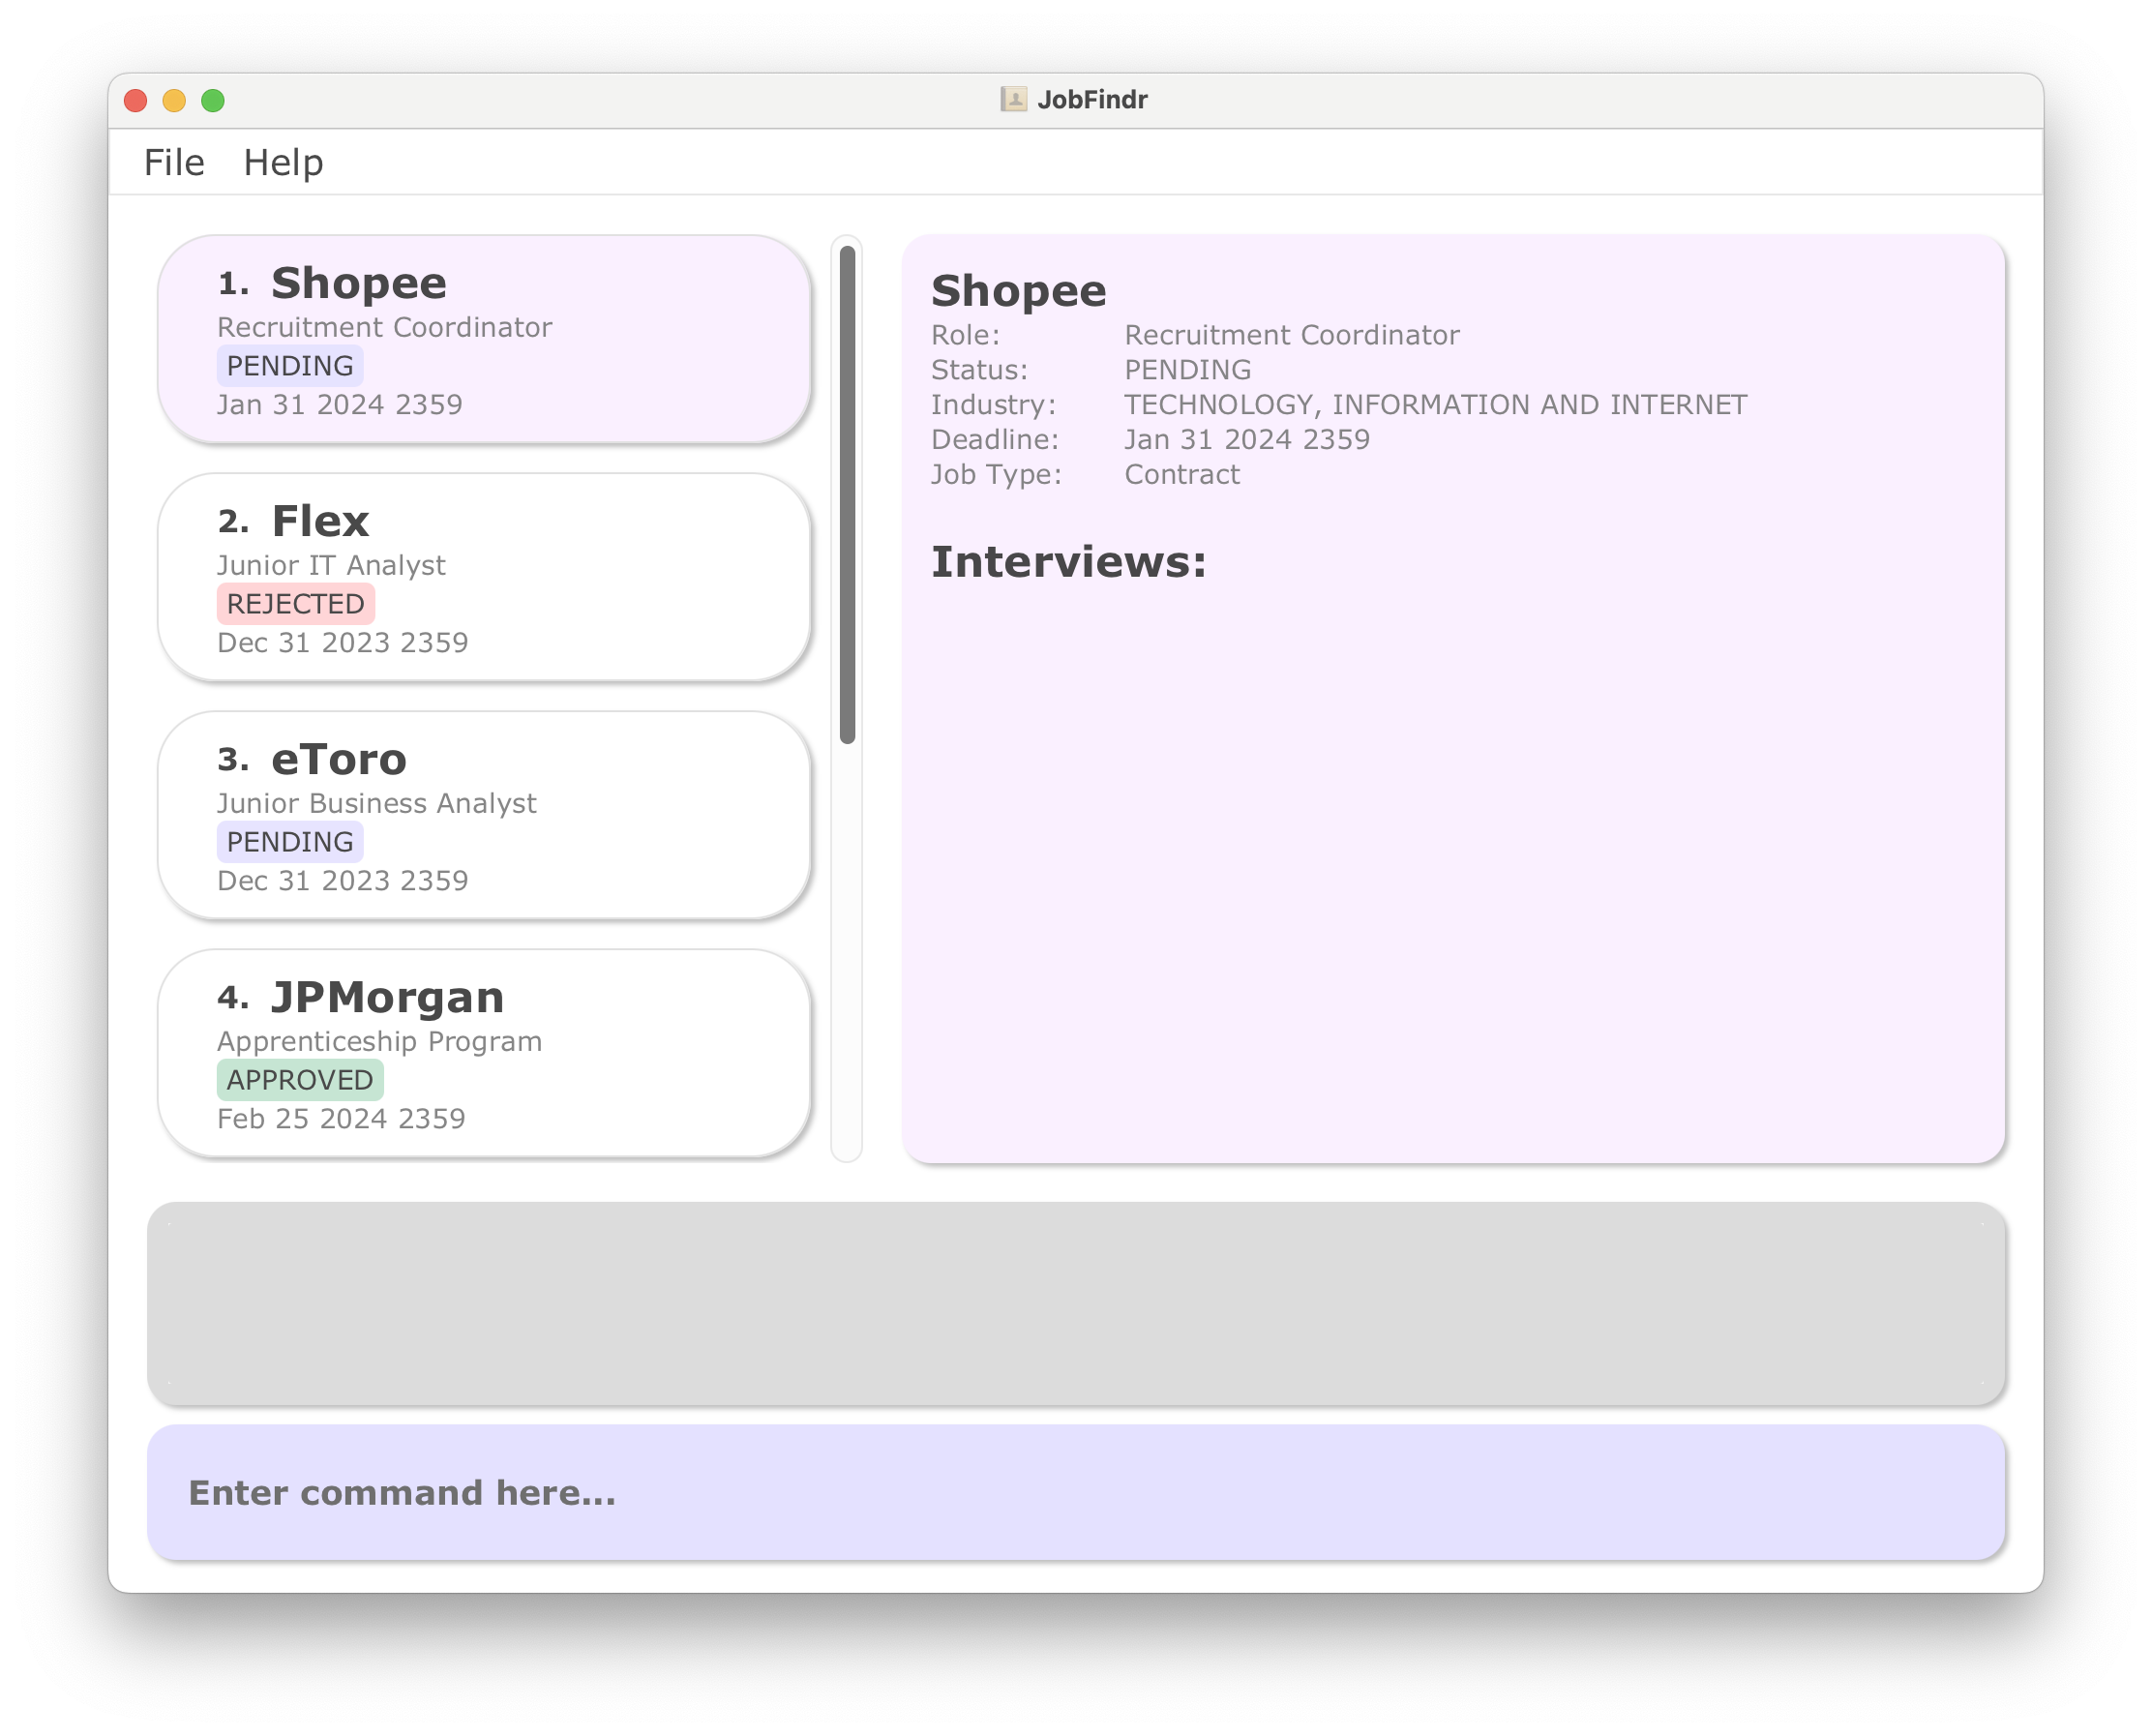 JobFindr
File Help
1. Shopee
Recruitment Coordinator
PENDING
Jan 31 2024 2359
2. Flex
Junior IT Analyst
REJECTED
Dec 31 2023 2359
3. eToro
Junior Business Analyst
PENDING
Dec 31 2023 2359
4. JPMorgan
Apprenticeship Program
APPROVED
Feb 25 2024 2359
Shopee
Role: Recruitment Coordinator
Status: PENDING
Industry: TECHNOLOGY, INFORMATION AND INTERNET
Deadline: Jan 31 2024 2359
Job Type: Contract
Interviews:
Enter command here...